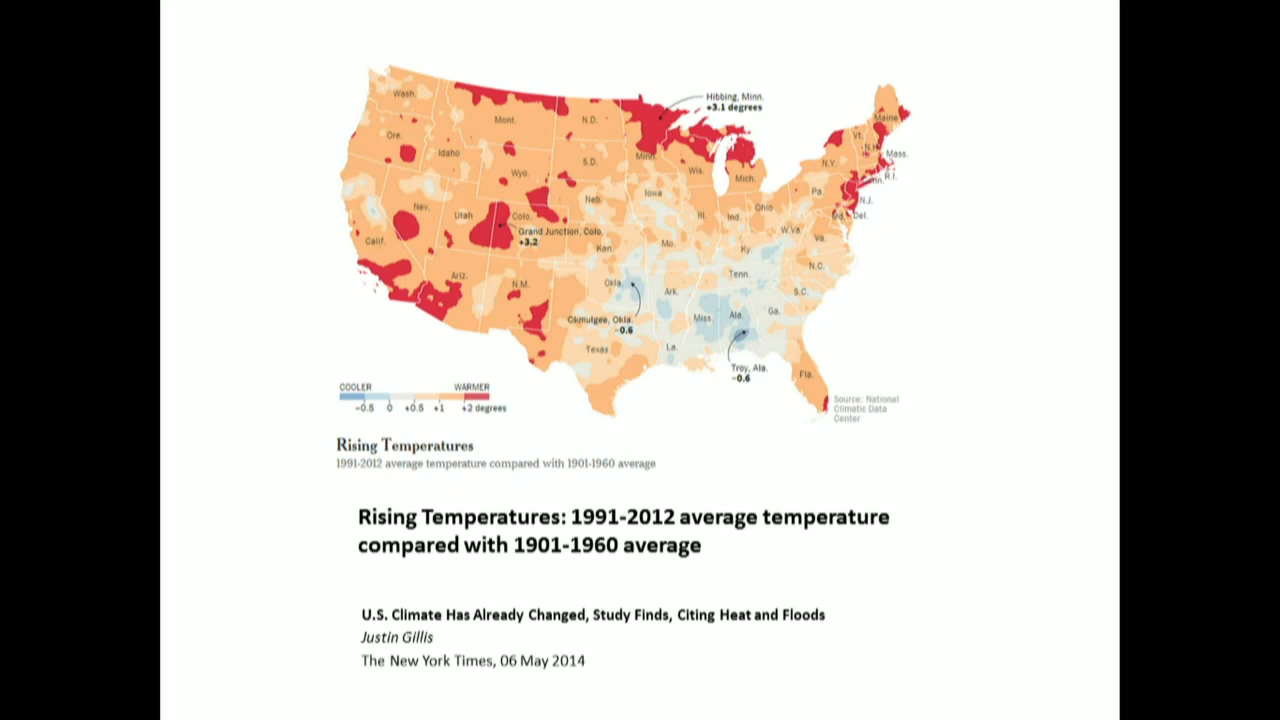 Hibbing, Minn.
+3.1 degrees
Wash.
Mont.
N.D.
Maine
Ore.
Vt.
Idaho
N.H.
Mass.
S.D.
Minn.
Wis.
N.Y.
Wyo.
Mich.
R.I.
Pa.
Neb.
Iowa
N.J.
Nev.
Utah
Colo.
Ill.
Ind.
Ohio
Md.
Del.
Grand Junction, Colo.
+3.2
W.Va.
Calif.
Kan.
Mo.
Ky.
Va.
Ariz.
N.M.
Okla.
Ark.
Tenn.
N.C.
S.C.
Okmulgee, Okla.
-0.6
Miss.
Ala.
Ga.
Texas
La.
Troy, Ala.
-0.6
Fla.
COOLER WARMER
-0.5 0 +0.5 +1 +2 degrees
Source: National
Climatic Data
Center
Rising Temperatures
1991-2012 average temperature compared with 1901-1960 average
Rising Temperatures: 1991-2012 average temperature
compared with 1901-1960 average
U.S. Climate Has Already Changed, Study Finds, Citing Heat and Floods
Justin Gillis
The New York Times, 06 May 2014